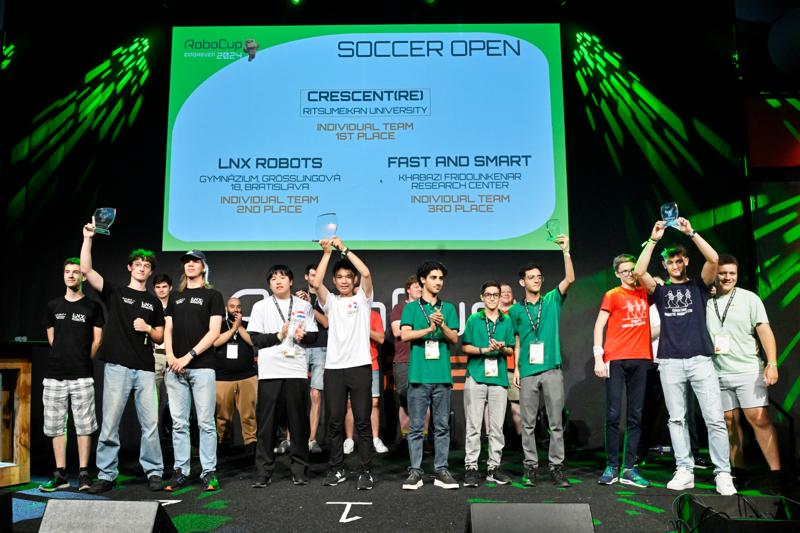 RoboCup
EINDHOVEN 2024
SOCCER OPEN
CRESCENT(RE)
RITSUMEIKAN UNIVERSITY
INDIVIDUAL TEAM
1ST PLACE
LNX ROBOTS
GYMNÁZIUM, GRÖSSLINGOVÁ
18, BRATISLAVA
INDIVIDUAL TEAM
2ND PLACE
FAST AND SMART
KHABAZI FRIDOUNKENAR
RESEARCH CENTER
INDIVIDUAL TEAM
3RD PLACE
LNX